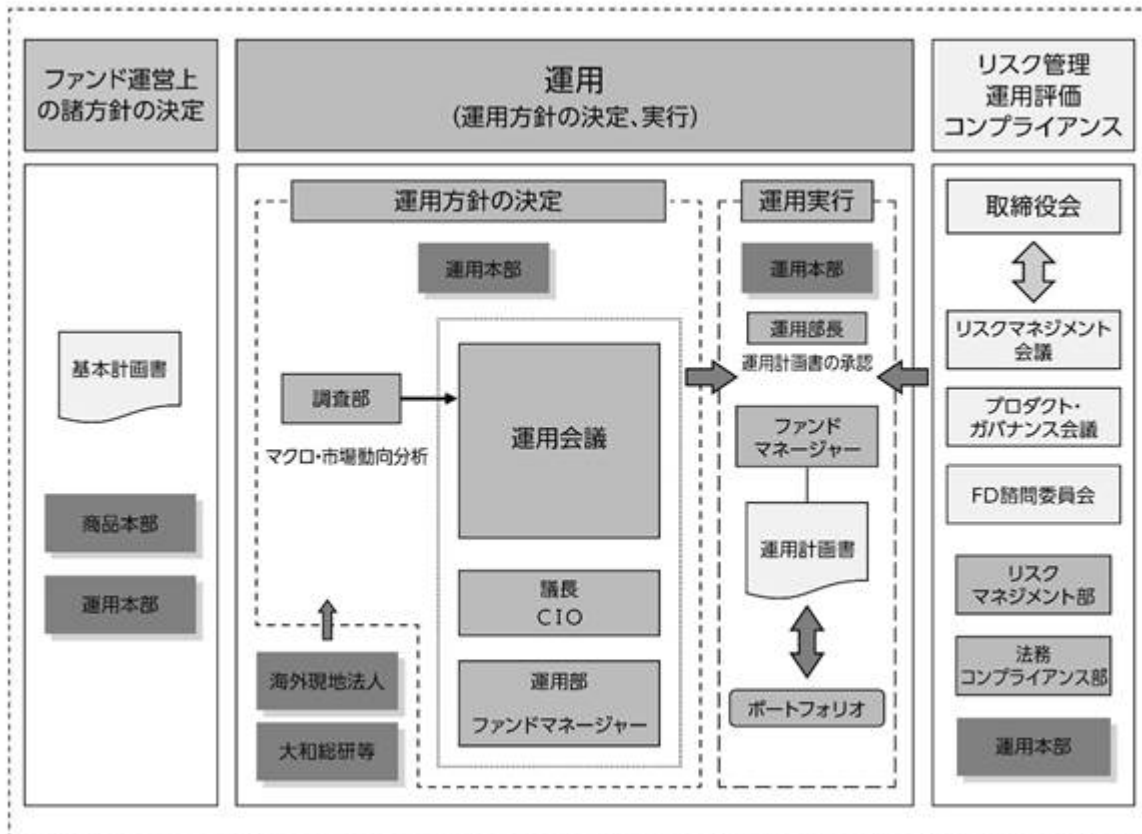 ファンド運営上
の諸方針の決定
運用
(運用方針の決定、実行)
リスク管理
運用評価
コンプライアンス
基本計画書
商品本部
運用本部
運用方針の決定
運用本部
調査部
マクロ・市場動向分析
運用会議
議長
CIO
運用部
ファンドマネージャー
海外現地法人
大和総研等
運用実行
運用本部
運用部長
運用計画書の承認
ファンド
マネージャー
運用計画書
ポートフォリオ
取締役会
リスクマネジメント
会議
プロダクト・
ガバナンス会議
FD諮問委員会
リスク
マネジメント部
法務
コンプライアンス部
運用本部